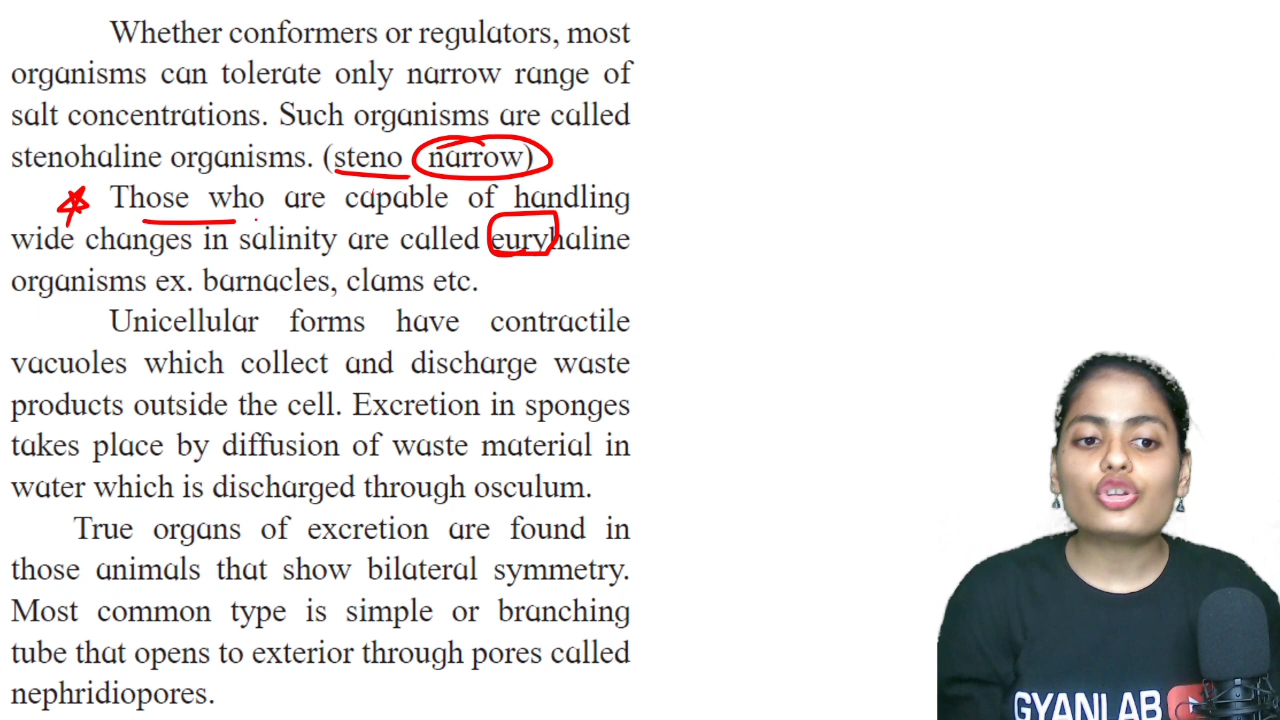 Whether conformers or regulators, most
organisms can tolerate only narrow range of
salt concentrations. Such organisms are called
stenohaline organisms. (steno narrow)
Those who are capable of handling
wide changes in salinity are called euryhaline
organisms ex. barnacles, clams etc.
Unicellular forms have contractile
vacuoles which collect and discharge waste
products outside the cell. Excretion in sponges
takes place by diffusion of waste material in
water which is discharged through osculum.
True organs of excretion are found in
those animals that show bilateral symmetry.
Most common type is simple or branching
tube that opens to exterior through pores called
nephridiopores.
GYANLAB